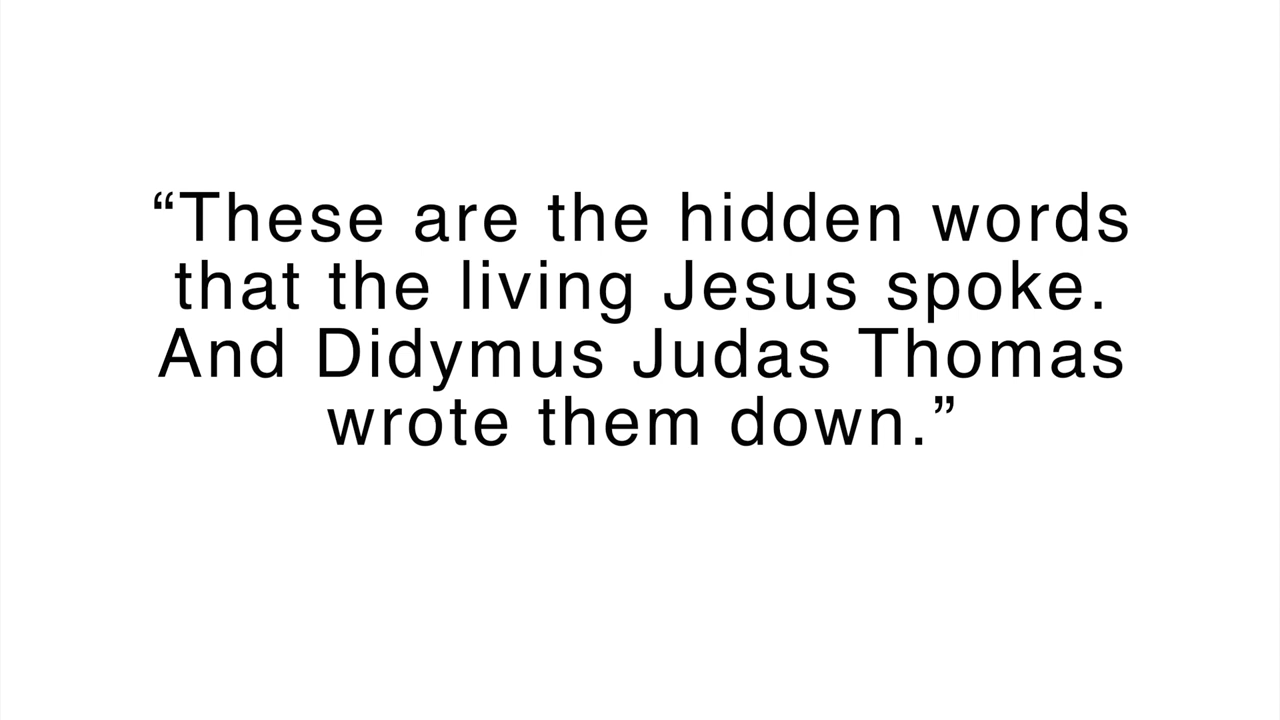 “These are the hidden words
that the living Jesus spoke.
And Didymus Judas Thomas
wrote them down.”